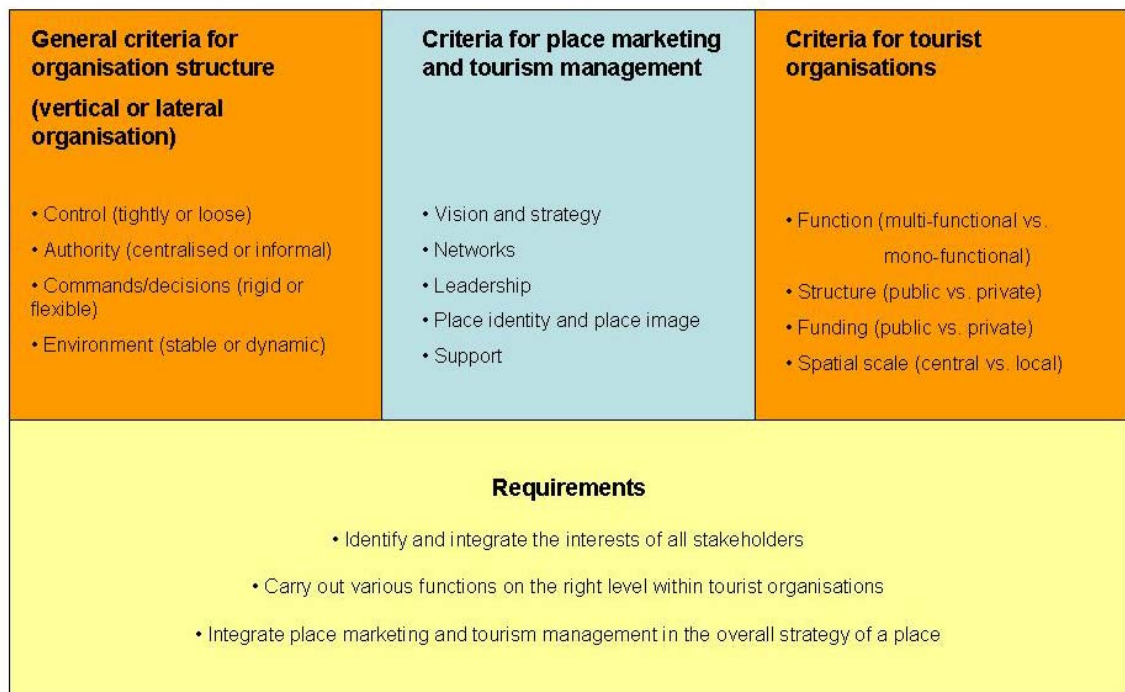 General criteria for
organisation structure
(vertical or lateral
organisation)
• Control (tightly or loose)
• Authority (centralised or informal)
• Commands/decisions (rigid or
flexible)
• Environment (stable or dynamic)
Criteria for place marketing
and tourism management
• Vision and strategy
• Networks
• Leadership
• Place identity and place image
• Support
Criteria for tourist
organisations
• Function (multi-functional vs.
mono-functional)
• Structure (public vs. private)
• Funding (public vs. private)
• Spatial scale (central vs. local)
Requirements
• Identify and integrate the interests of all stakeholders
• Carry out various functions on the right level within tourist organisations
• Integrate place marketing and tourism management in the overall strategy of a place